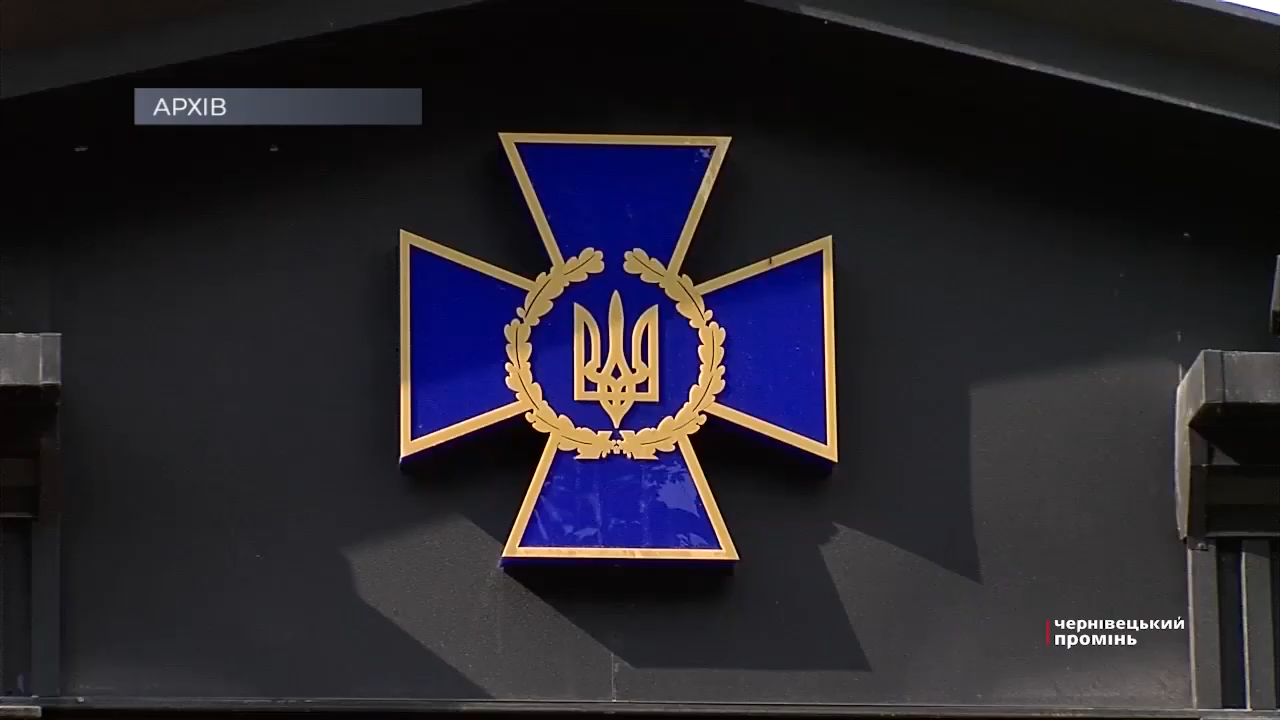 АРХІВ
чернівецький
промінь